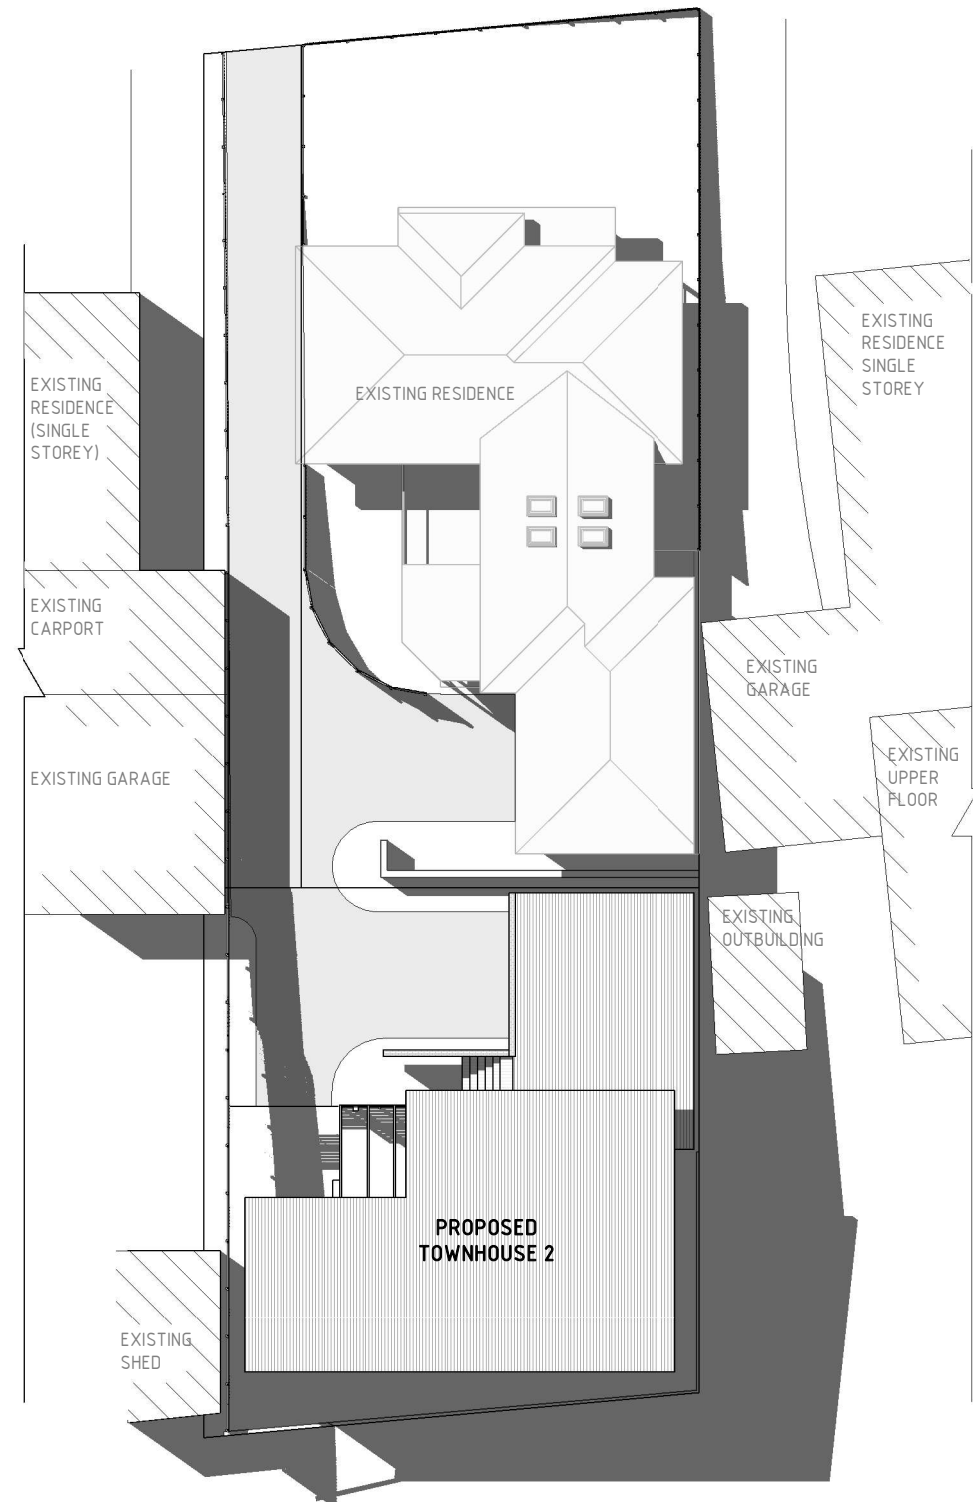 EXISTING
RESIDENCE
SINGLE
STOREY
EXISTING
RESIDENCE
(SINGLE
STOREY)
EXISTING RESIDENCE
EXISTING
CARPORT
EXISTING
GARAGE
EXISTING GARAGE
EXISTING
UPPER
FLOOR
EXISTING
OUTBUILDING
PROPOSED
TOWNHOUSE 2
EXISTING
SHED